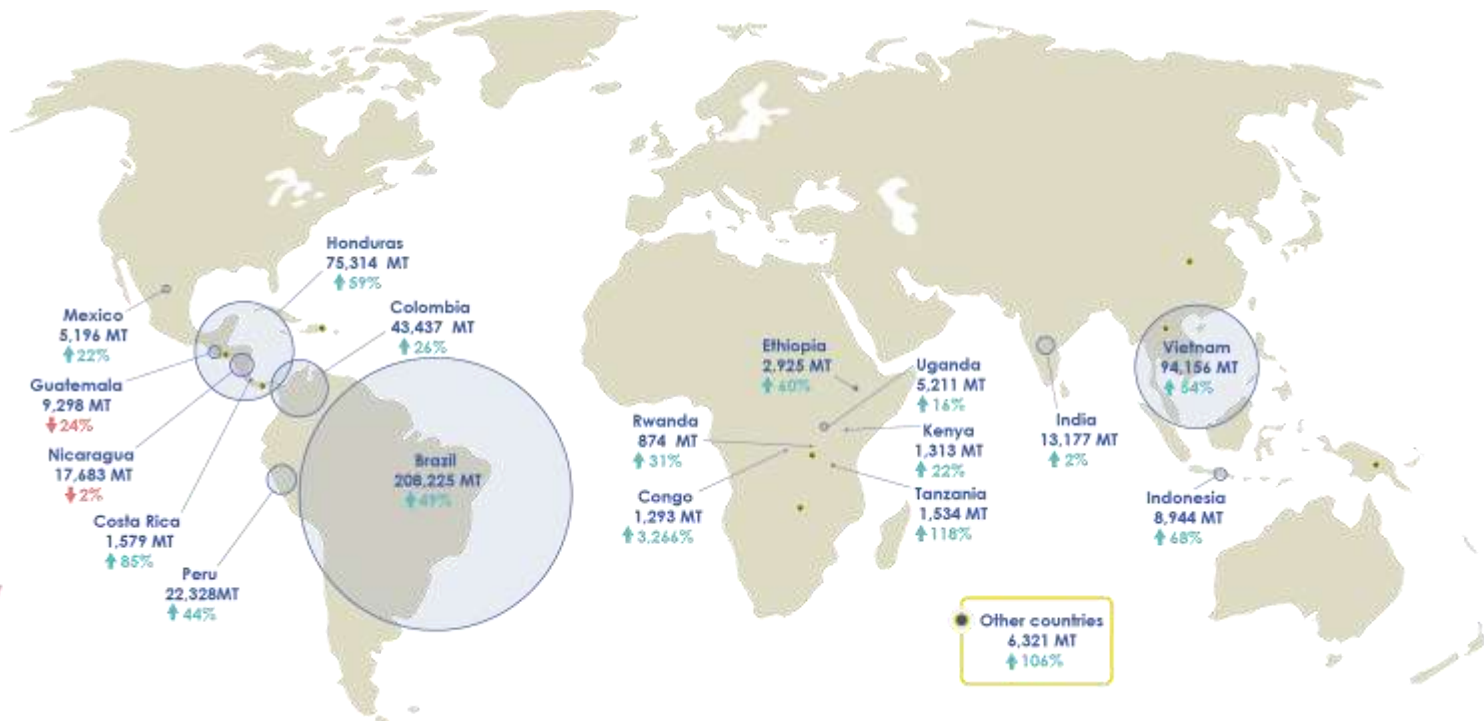 Honduras
75,314 MT
59%
Colombia
43,437 MT
26%
Mexico
5,196 MT
22%
Guatemala
9,298 MT
24%
Nicaragua
17,683 MT
2%
Costa Rica
1,579 MT
85%
Peru
22,328MT
44%
Brazil
208,225 MT
49%
Ethiopia
2,925 MT
60%
Uganda
5,211 MT
16%
Rwanda
874 MT
31%
Kenya
1,313 MT
22%
Congo
1,293 MT
3,266%
Tanzania
1,534 MT
118%
India
13,177 MT
2%
Vietnam
94,156 MT
54%
Indonesia
8,944 MT
68%
Other countries
6,321 MT
106%